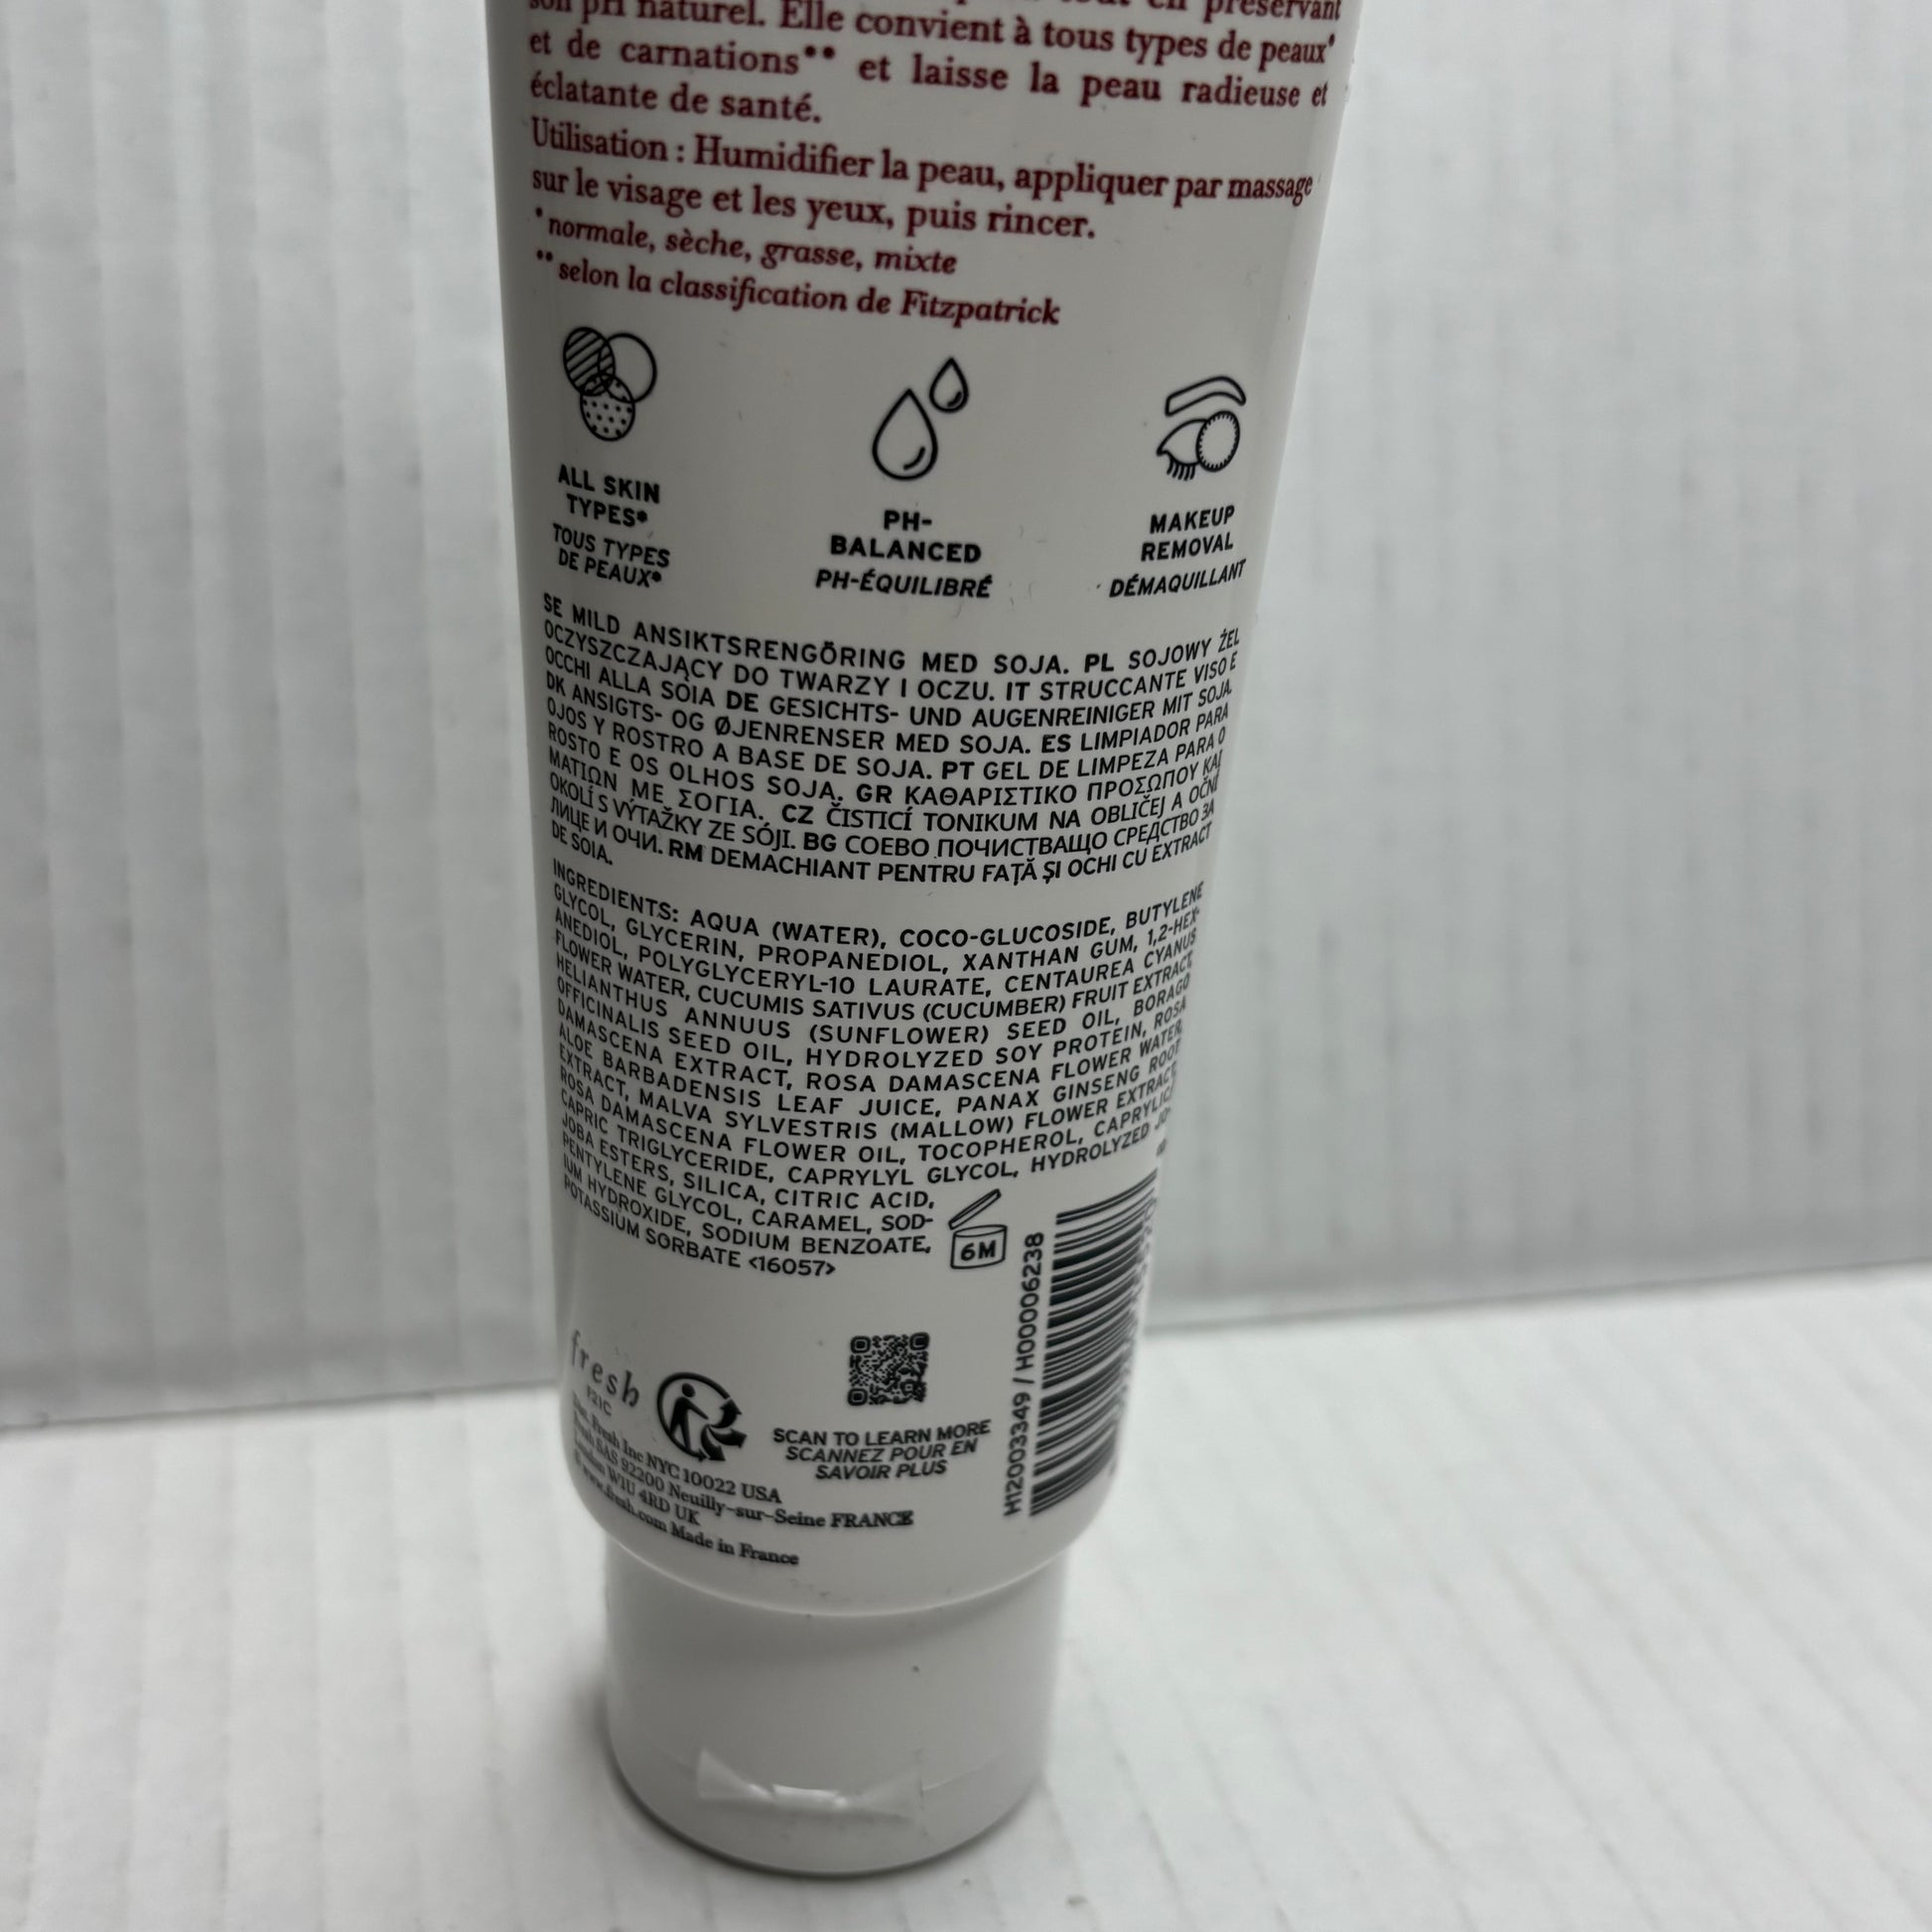 préservant
son pH naturel. Elle convient à tous types de peaux*
et de carnations** et laisse la peau radieuse et
éclatante de santé.
Utilisation : Humidifier la peau, appliquer par massage
sur le visage et les yeux, puis rincer.
*normale, sèche, grasse, mixte
**selon la classification de Fitzpatrick
ALL SKIN
TYPES*
TOUS TYPES
DE PEAUX*
PH-
BALANCED
PH-ÉQUILIBRÉ
MAKEUP
REMOVAL
DÉMAQUILLANT
SE MILD ANSIKTSRENGÖRING MED SOJA. PL SOJOWY ŻEL
OCZYSZCZAJĄCY DO TWARZY I OCZU. IT STRUCCANTE VISO E
OCCHI ALLA SOIA DE GESICHTS- UND AUGENREINIGER MIT SOJA.
DK ANSIGTS- OG ØJENRENSER MED SOJA. ES LIMPIADOR PARA
OJOS Y ROSTRO A BASE DE SOJA. PT GEL DE LIMPEZA PARA O
ROSTO E OS OLHOS SOJA. GR ΚΑΘΑΡΙΣΤΙΚΟ ΠΡΟΣΩΠΟΥ ΚΑΙ
ΜΑΤΙΩΝ ΜΕ ΣΟΓΙΑ. CZ ČISTICÍ TONIKUM NA OBLIČEJ A OČNÍ
OKOLÍ S VÝTAŽKY ZE SÓJI. BG СОЕВО ПОЧИСТВАЩО СРЕДСТВО ЗА
ЛИЦЕ И ОЧИ. RM DEMACHIANT PENTRU FAȚĂ ȘI OCHI CU EXTRACT
DE SOIA.
INGREDIENTS: AQUA (WATER), COCO-GLUCOSIDE, BUTYLENE
GLYCOL, GLYCERIN, PROPANEDIOL, XANTHAN GUM, 1,2-HEX-
ANEDIOL, POLYGLYCERYL-10 LAURATE, CENTAUREA CYANUS
FLOWER WATER, CUCUMIS SATIVUS (CUCUMBER) FRUIT EXTRACT,
HELIANTHUS ANNUUS (SUNFLOWER) SEED OIL, BORAGO
OFFICINALIS SEED OIL, HYDROLYZED SOY PROTEIN, ROSA
DAMASCENA EXTRACT, ROSA DAMASCENA FLOWER WATER,
ALOE BARBADENSIS LEAF JUICE, PANAX GINSENG ROOT
EXTRACT, MALVA SYLVESTRIS (MALLOW) FLOWER EXTRACT,
ROSA DAMASCENA FLOWER OIL, TOCOPHEROL, CAPRYLIC/
CAPRIC TRIGLYCERIDE, CAPRYLYL GLYCOL, HYDROLYZED JO-
JOBA ESTERS, SILICA, CITRIC ACID,
PENTYLENE GLYCOL, CARAMEL, SOD-
IUM HYDROXIDE, SODIUM BENZOATE,
POTASSIUM SORBATE <16057>
6M
H12003349 / H00006238
fresh
SCAN TO LEARN MORE
SCANNEZ POUR EN
SAVOIR PLUS
Dist. Fresh Inc NYC 10022 USA
Fresh SAS 92200 Neuilly-sur-Seine FRANCE
London W1U 4RD UK
www.fresh.com Made in France